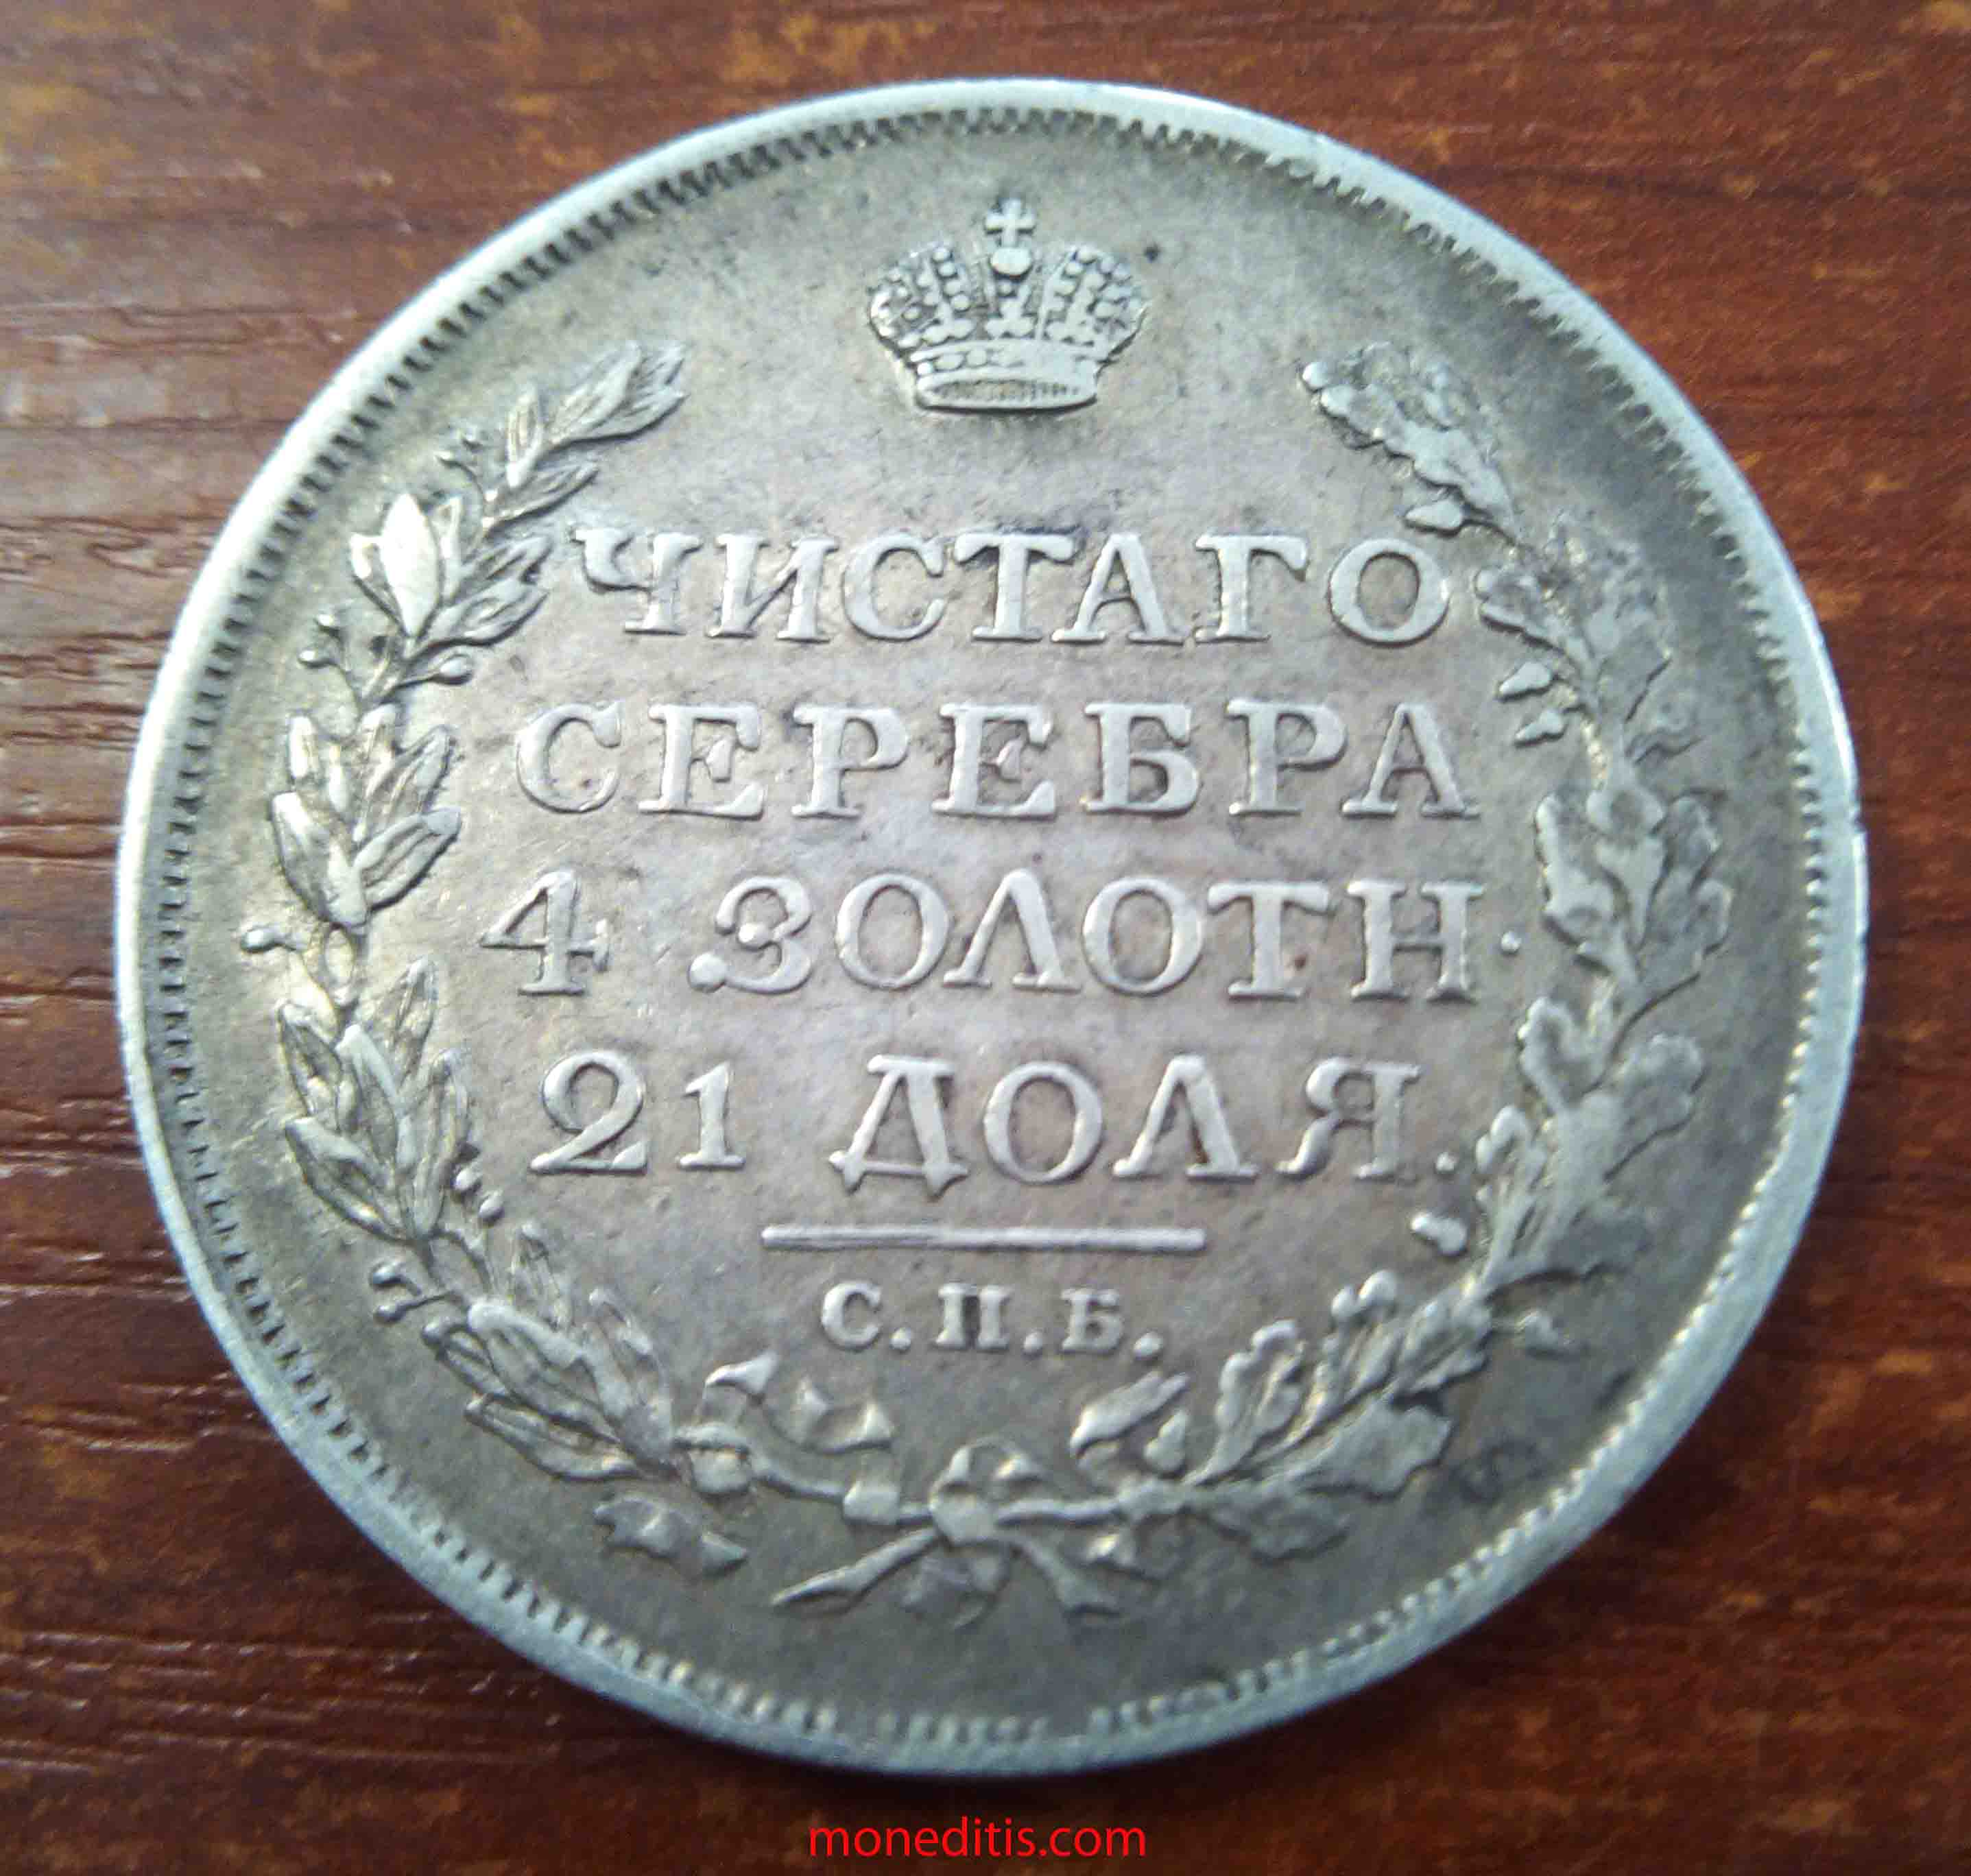 ЧИСТАГО
СЕРЕБРА
4 ЗОЛОТН.
21 ДОЛЯ.
С.П.Б.
moneditis.com